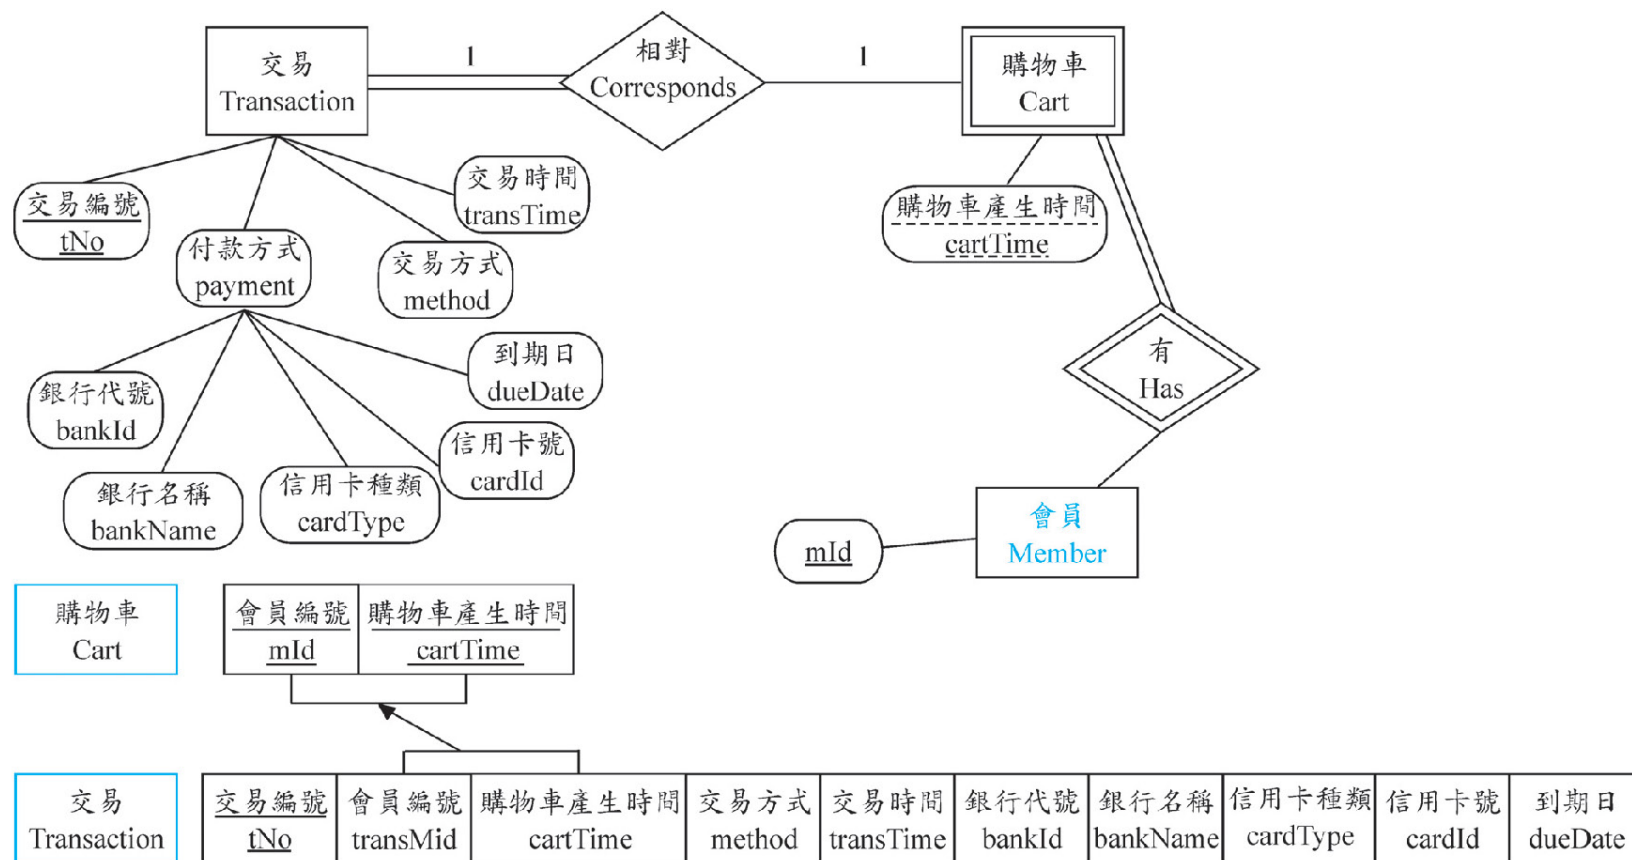 交易
Transaction
1
相對
Corresponds
1
購物車
Cart
交易編號
tNo
付款方式
payment
交易時間
transTime
交易方式
method
購物車產生時間
cartTime
銀行代號
bankId
銀行名稱
bankName
信用卡種類
cardType
信用卡號
cardId
到期日
dueDate
有
Has
會員
Member
mId
購物車
Cart
會員編號
mId
購物車產生時間
cartTime
交易
Transaction
交易編號
tNo
會員編號
transMid
購物車產生時間
cartTime
交易方式
method
交易時間
transTime
銀行代號
bankId
銀行名稱
bankName
信用卡種類
cardType
信用卡號
cardId
到期日
dueDate